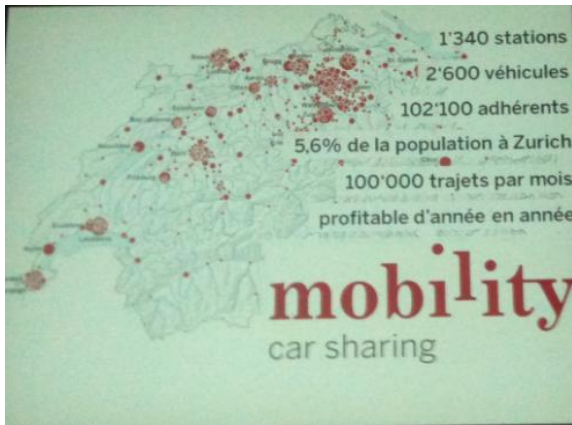 1'340 stations
2'600 véhicules
102'100 adhérents
5,6% de la population à Zurich
100'000 trajets par mois
profitable d'année en année
mobility
car sharing